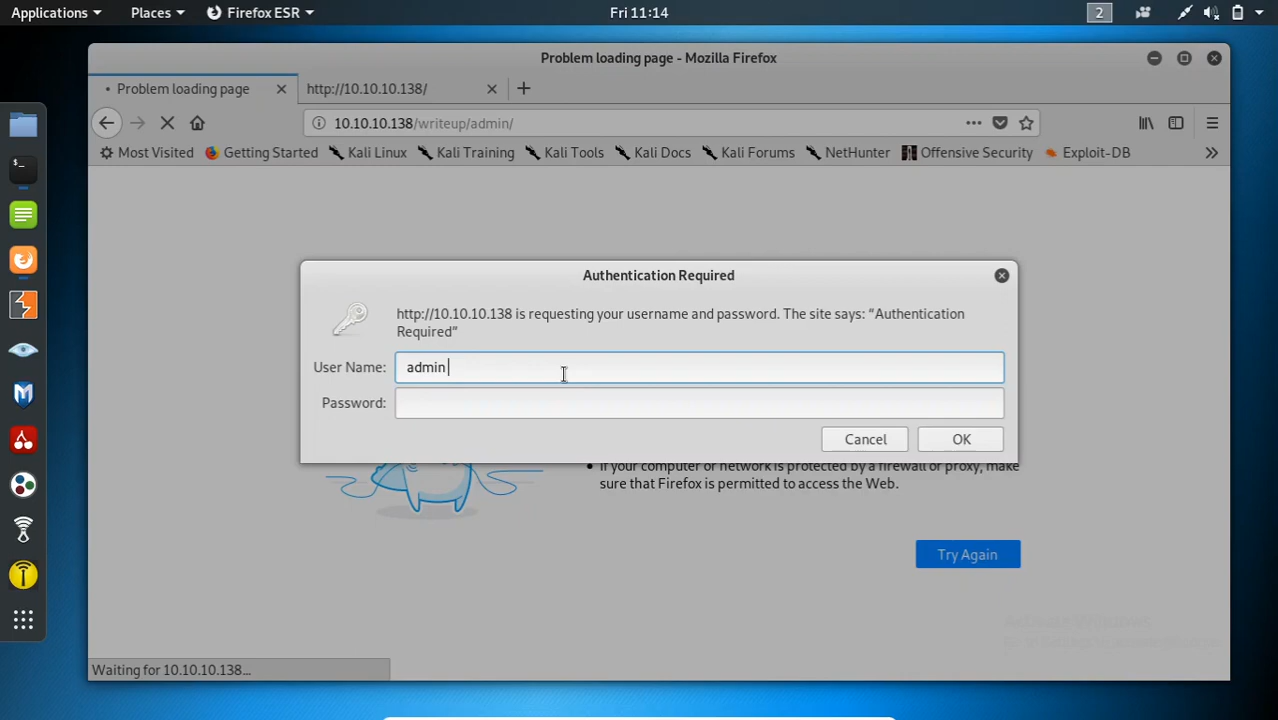 Applications Places Firefox ESR Fri 11:14 2
Problem loading page - Mozilla Firefox
Problem loading page http://10.10.10.138/
10.10.10.138/writeup/admin/
Most Visited Getting Started Kali Linux Kali Training Kali Tools Kali Docs Kali Forums NetHunter Offensive Security Exploit-DB
Authentication Required
http://10.10.10.138 is requesting your username and password. The site says: “Authentication
Required”
User Name: admin
Password:
Cancel OK
If your computer or network is protected by a firewall or proxy, make
sure that Firefox is permitted to access the Web.
Try Again
Activate Windows
Waiting for 10.10.10.138...